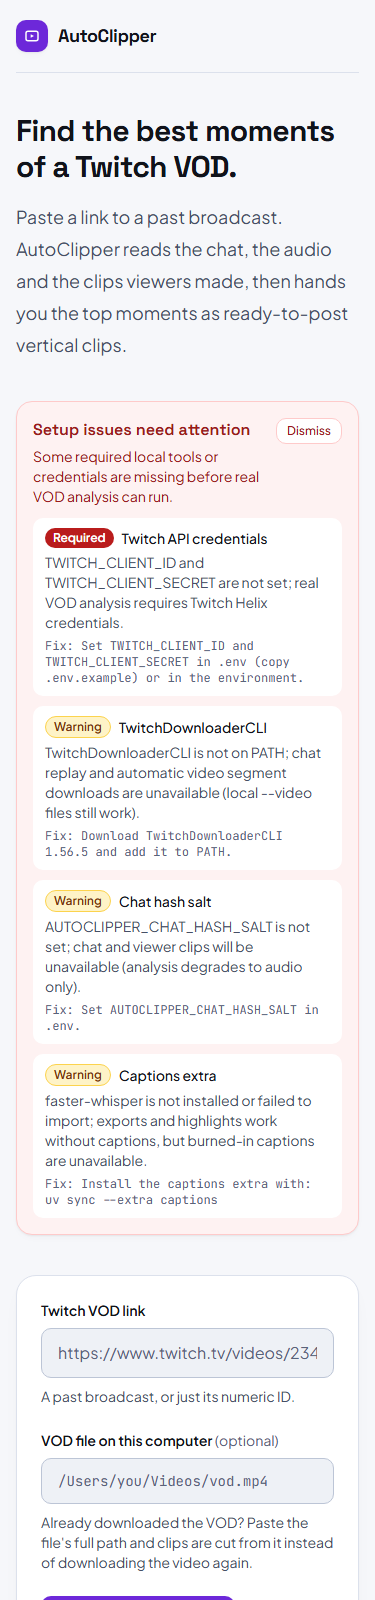 AutoClipper
Find the best moments
of a Twitch VOD.
Paste a link to a past broadcast.
AutoClipper reads the chat, the audio
and the clips viewers made, then hands
you the top moments as ready-to-post
vertical clips.
Setup issues need attention
Dismiss
Some required local tools or
credentials are missing before real
VOD analysis can run.
Required Twitch API credentials
TWITCH_CLIENT_ID and
TWITCH_CLIENT_SECRET are not set; real
VOD analysis requires Twitch Helix
credentials.
Fix: Set TWITCH_CLIENT_ID and
TWITCH_CLIENT_SECRET in .env (copy
.env.example) or in the environment.
Warning TwitchDownloaderCLI
TwitchDownloaderCLI is not on PATH; chat
replay and automatic video segment
downloads are unavailable (local --video
files still work).
Fix: Download TwitchDownloaderCLI
1.56.5 and add it to PATH.
Warning Chat hash salt
AUTOCLIPPER_CHAT_HASH_SALT is not
set; chat and viewer clips will be
unavailable (analysis degrades to audio
only).
Fix: Set AUTOCLIPPER_CHAT_HASH_SALT in
.env.
Warning Captions extra
faster-whisper is not installed or failed to
import; exports and highlights work
without captions, but burned-in captions
are unavailable.
Fix: Install the captions extra with:
uv sync --extra captions
Twitch VOD link
https://www.twitch.tv/videos/234
A past broadcast, or just its numeric ID.
VOD file on this computer (optional)
/Users/you/Videos/vod.mp4
Already downloaded the VOD? Paste the
file's full path and clips are cut from it instead
of downloading the video again.